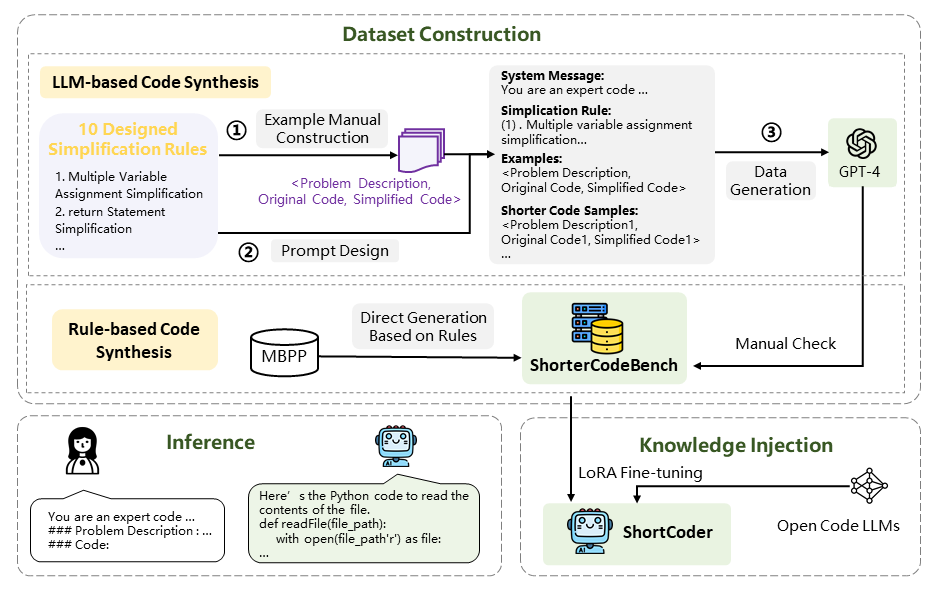 Dataset Construction
LLM-based Code Synthesis
10 Designed
Simplification Rules
1. Multiple Variable
Assignment Simplification
2. return Statement
Simplification
...
①
Example Manual
Construction
<Problem Description,
Original Code, Simplified Code>
②
Prompt Design
System Message:
You are an expert code ...
Simplication Rule:
(1) . Multiple variable assignment
simplification...
Examples:
<Problem Description,
Original Code, Simplified Code>
Shorter Code Samples:
<Problem Description1,
Original Code1, Simplified Code1>
...
③
Data
Generation
GPT-4
Rule-based Code
Synthesis
MBPP
Direct Generation
Based on Rules
ShorterCodeBench
Manual Check
Inference
You are an expert code ...
### Problem Description : ...
### Code:
AI
Here’s the Python code to read the
contents of the file.
def readFile(file_path):
with open(file_path'r') as file:
...
Knowledge Injection
LoRA Fine-tuning
Open Code LLMs
AI
ShortCoder